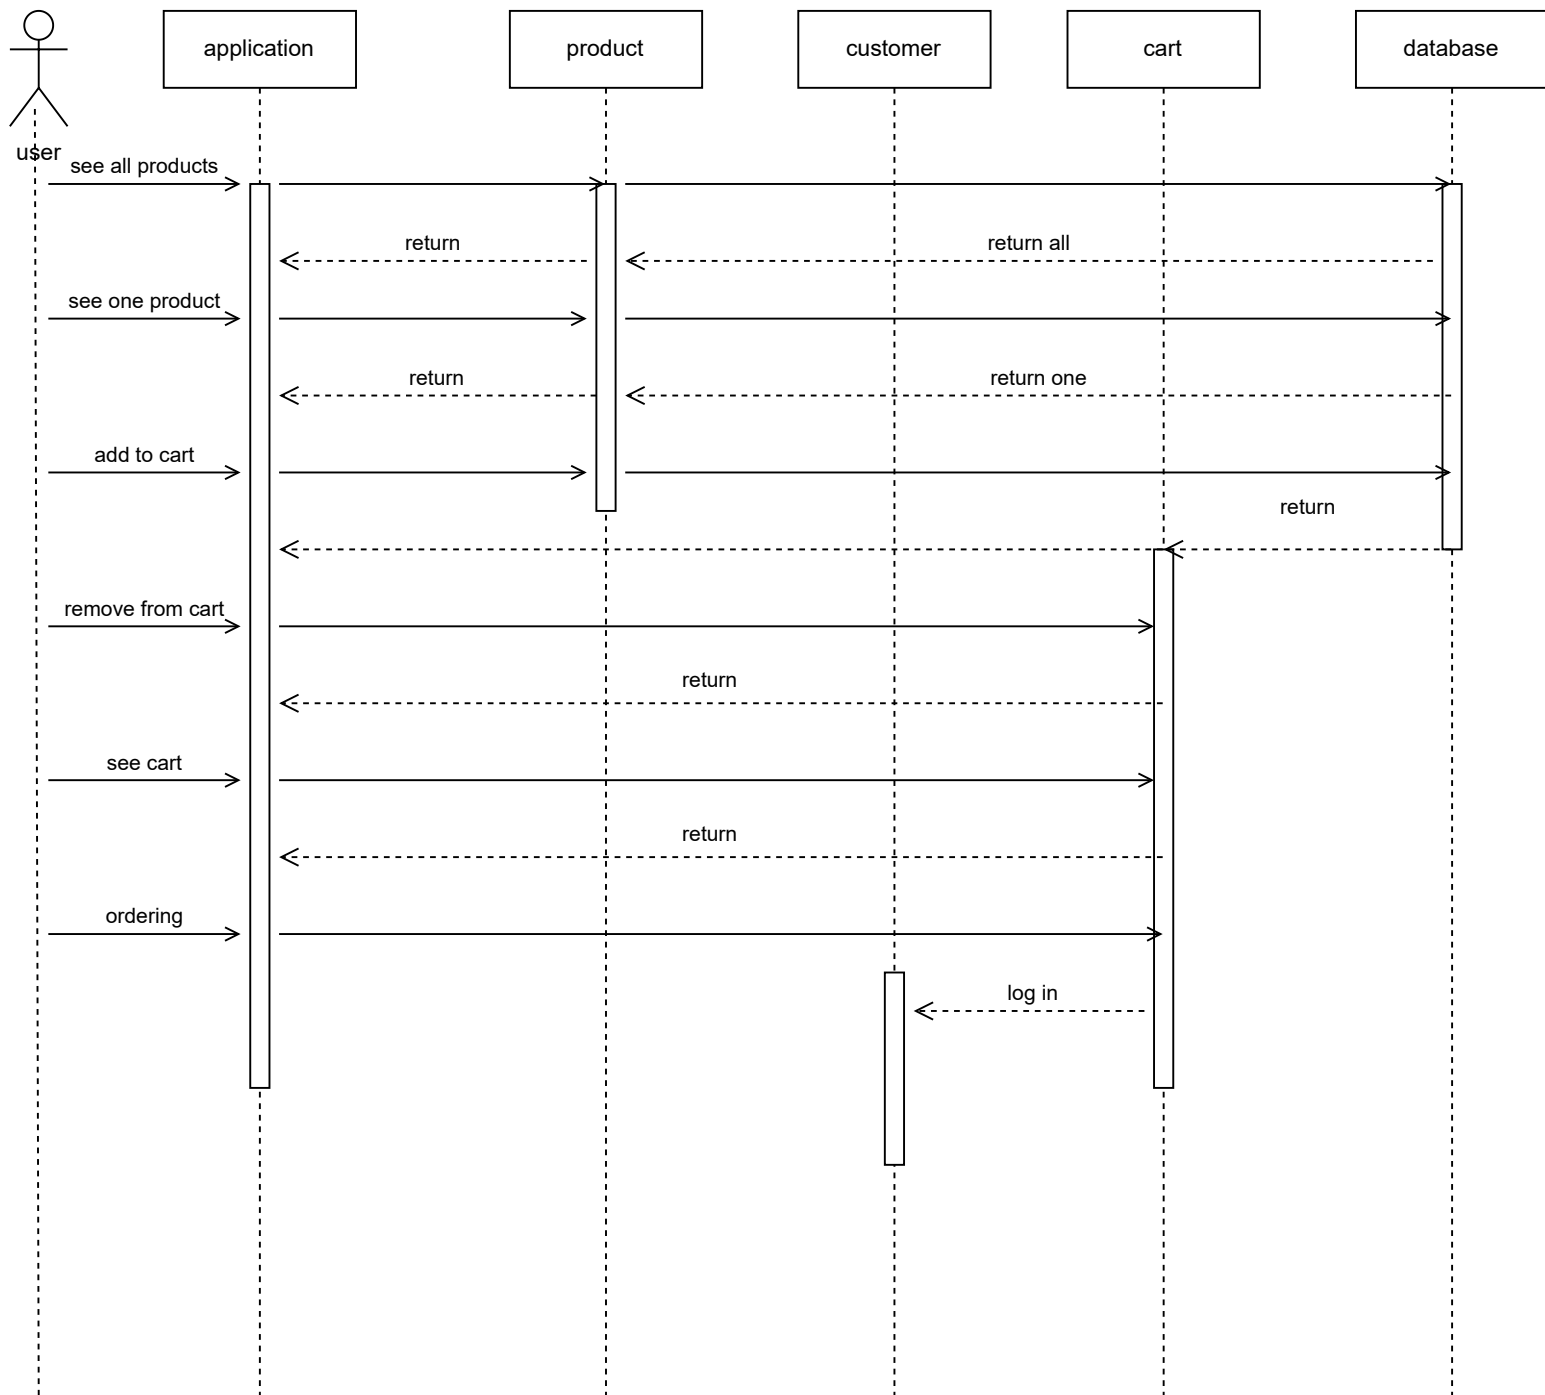 application
product
customer
cart
database
user
see all products
return
return all
see one product
return
return one
add to cart
return
remove from cart
return
see cart
return
ordering
log in